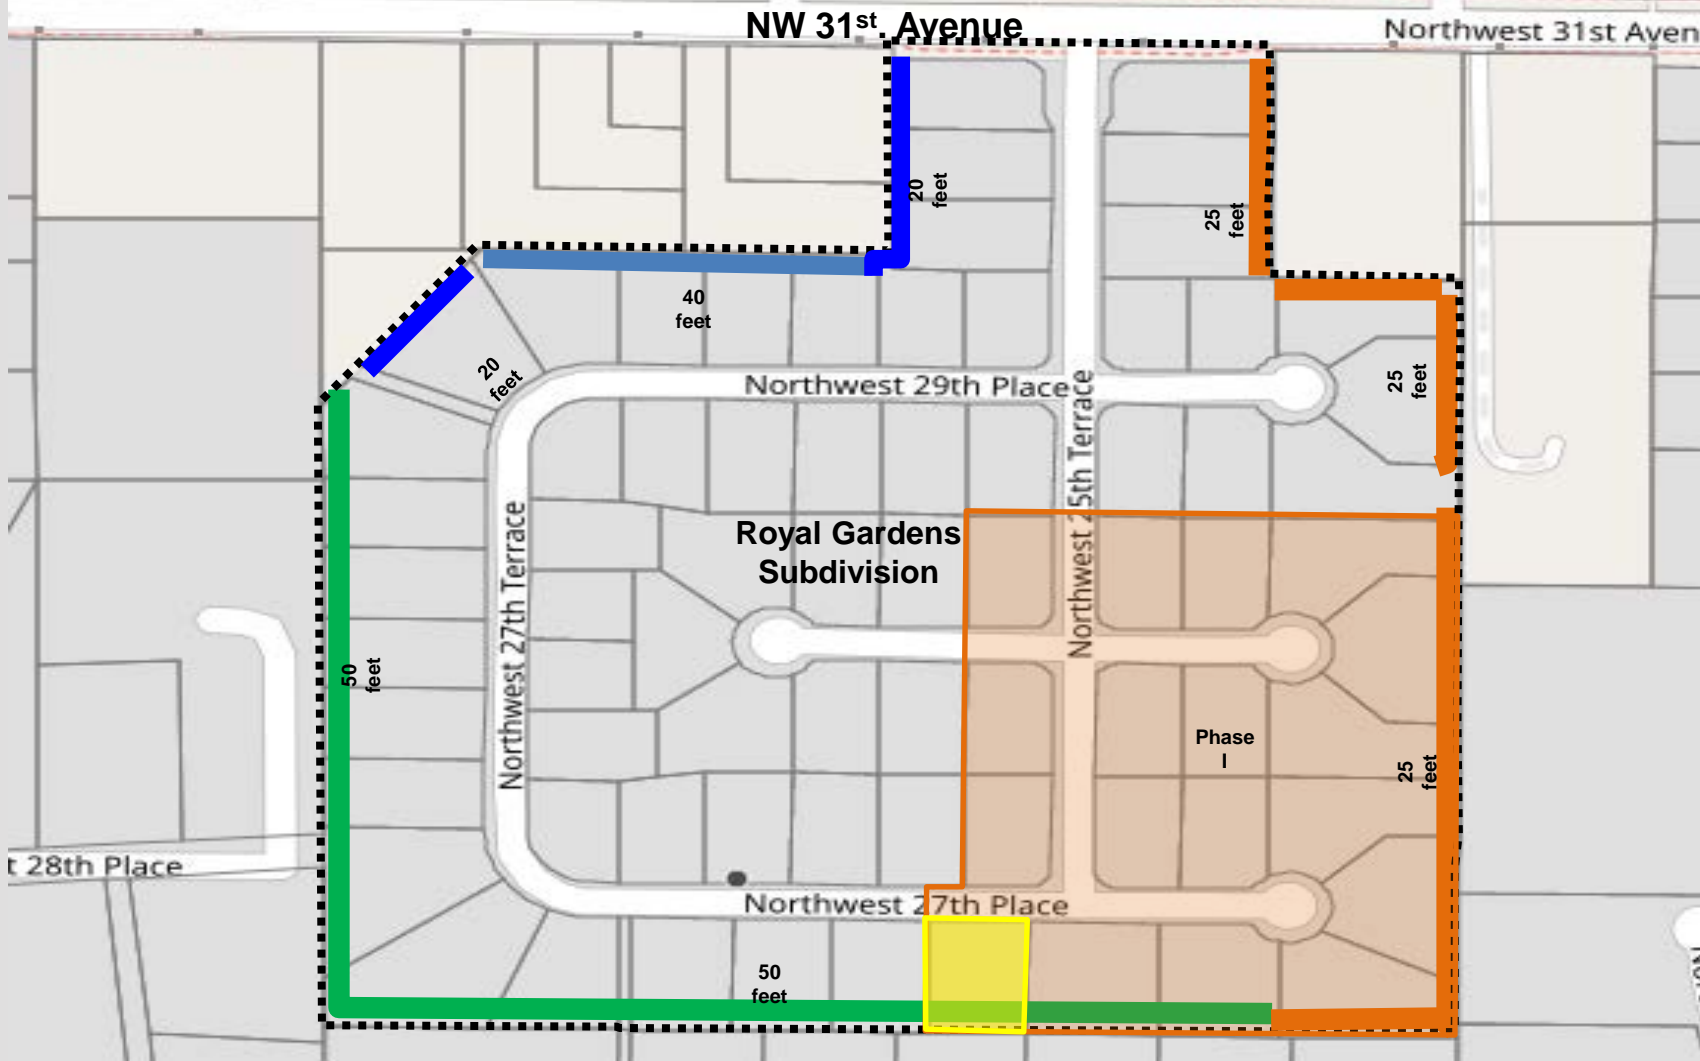 NW 31st. Avenue
Northwest 31st Aven
20
feet
25
feet
40
feet
20
feet
25
feet
Northwest 29th Place
Northwest 25th Terrace
Royal Gardens
Subdivision
Northwest 27th Terrace
50
feet
Phase
I
25
feet
t 28th Place
Northwest 27th Place
50
feet